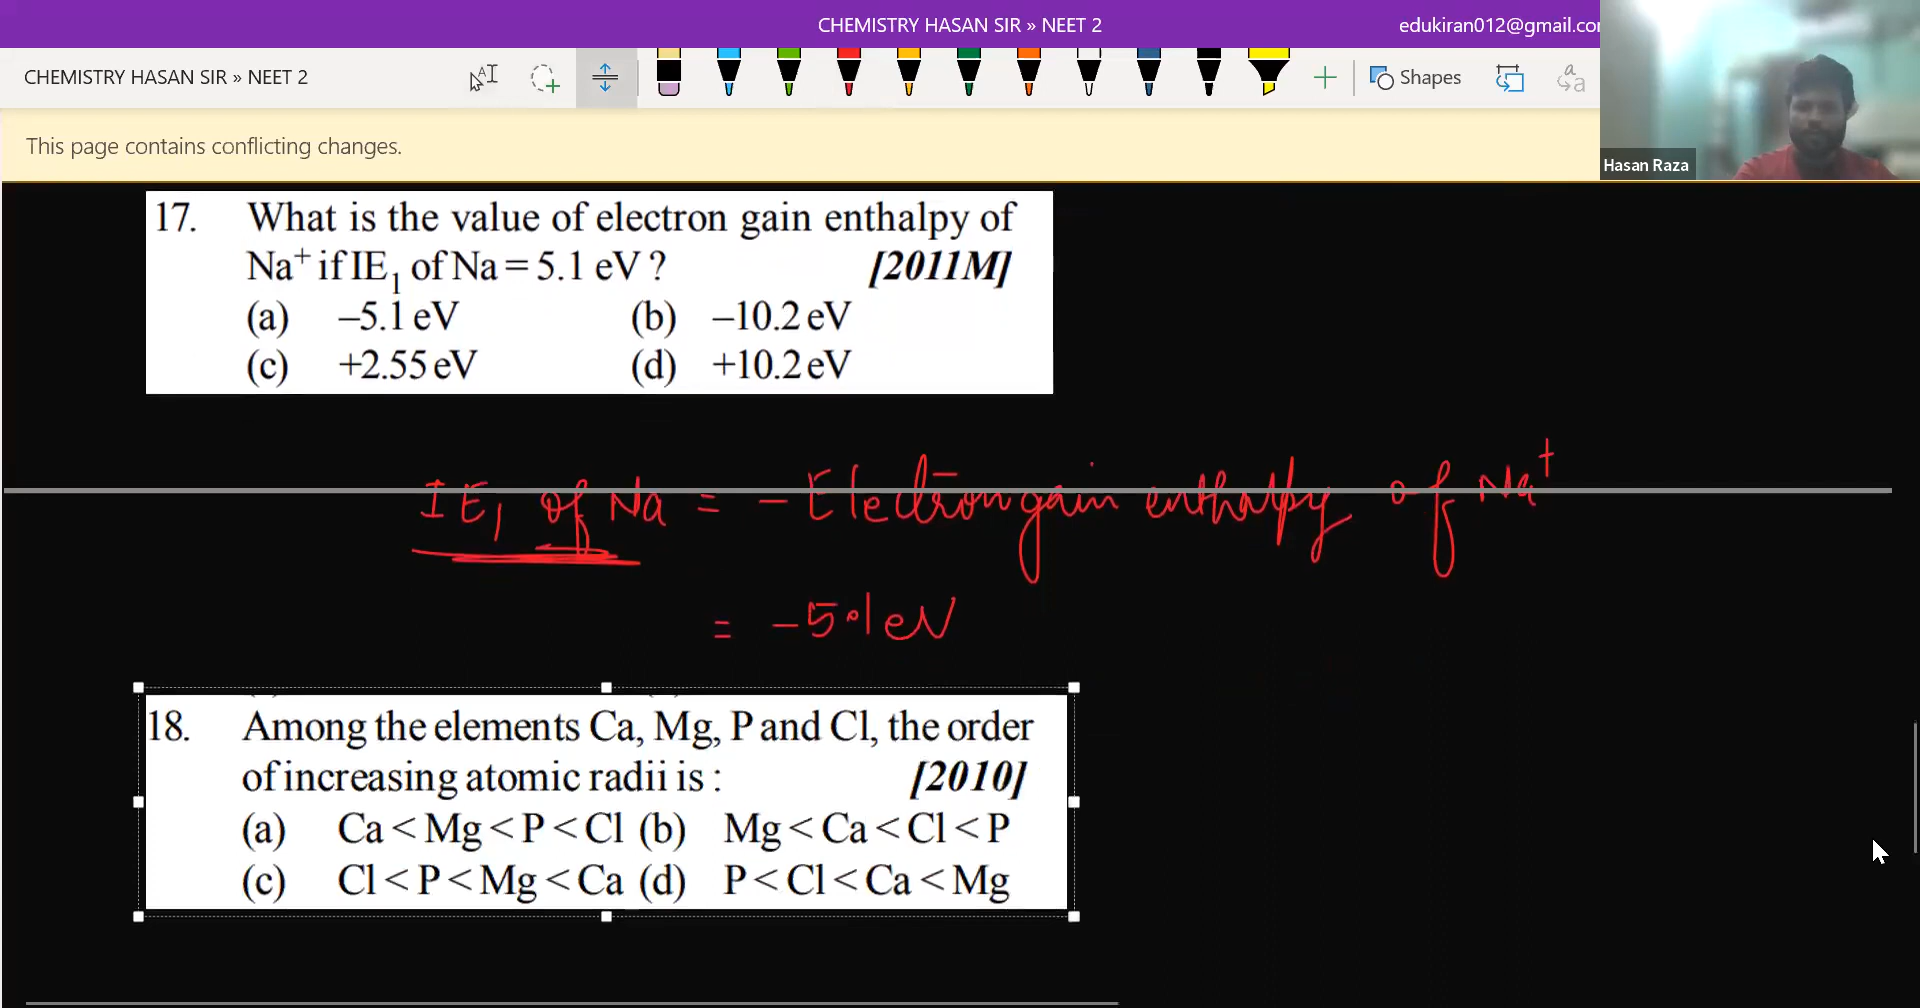 CHEMISTRY HASAN SIR » NEET 2
edukiran012@gmail.co
CHEMISTRY HASAN SIR » NEET 2
Shapes
This page contains conflicting changes.
Hasan Raza
17. What is the value of electron gain enthalpy of
Na⁺ if IE₁ of Na = 5.1 eV ? [2011M]
(a) –5.1 eV (b) –10.2 eV
(c) +2.55 eV (d) +10.2 eV
IE₁ of Na = - Electron gain enthalpy of Na⁺
= -5.1 eV
18. Among the elements Ca, Mg, P and Cl, the order
of increasing atomic radii is : [2010]
(a) Ca < Mg < P < Cl (b) Mg < Ca < Cl < P
(c) Cl < P < Mg < Ca (d) P < Cl < Ca < Mg